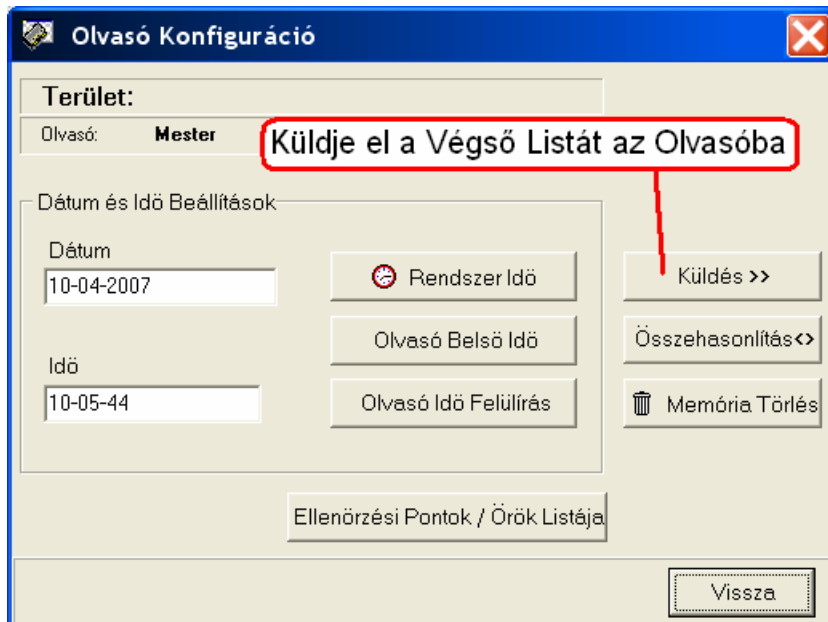 Olvasó Konfiguráció
Terület:
Olvasó: Mester
Küldje el a Végső Listát az Olvasóba
Dátum és Idö Beállítások
Dátum
10-04-2007
Rendszer Idö
Küldés >>
Olvasó Belsö Idö
Összehasonlítás<>
Idö
10-05-44
Olvasó Idö Felülírás
Memória Törlés
Ellenörzési Pontok / Örök Listája
Vissza